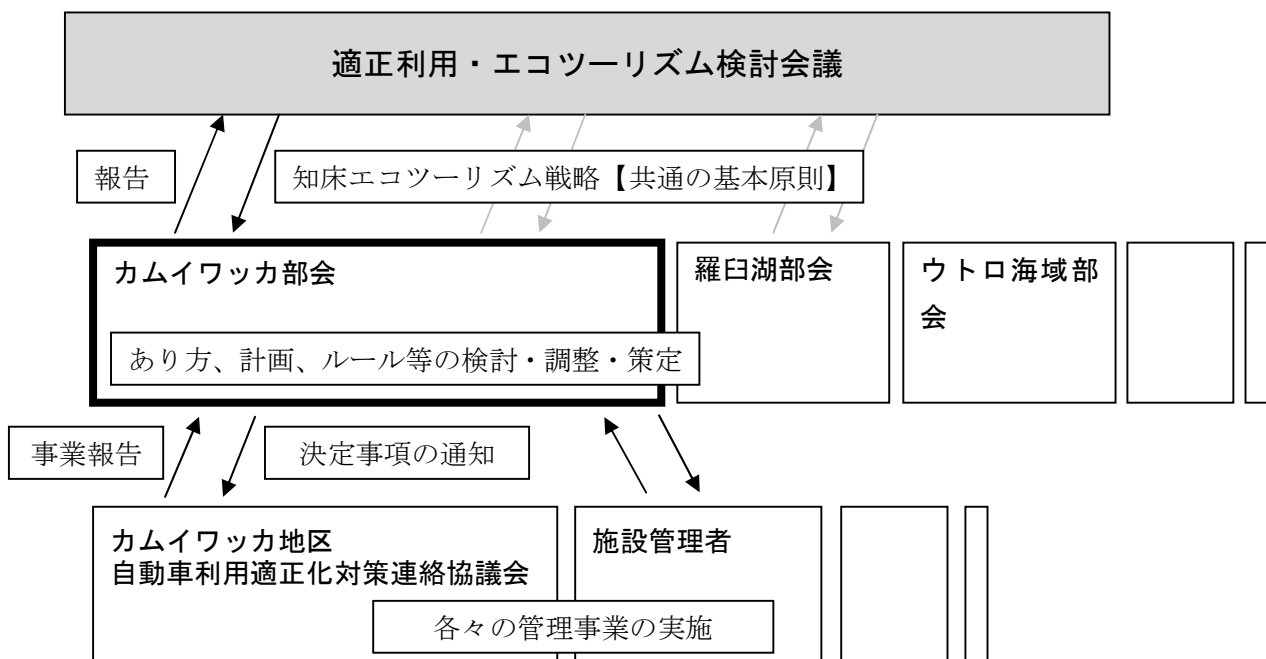 適正利用・エコツーリズム検討会議
報告
知床エコツーリズム戦略【共通の基本原則】
カムイワッカ部会
羅臼湖部会
ウトロ海域部
会
あり方、計画、ルール等の検討・調整・策定
事業報告
決定事項の通知
カムイワッカ地区
自動車利用適正化対策連絡協議会
施設管理者
各々の管理事業の実施